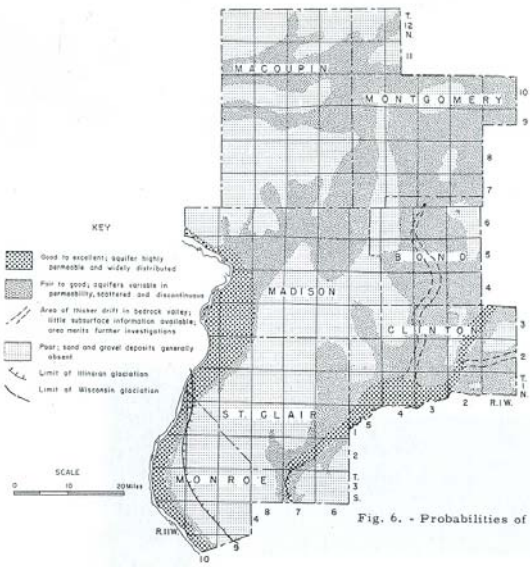 T.
12
N.
11
MACOUPIN
10
MONTGOMERY
9
8
7
KEY
6
Good to excellent; aquifer highly
permeable and widely distributed
BOND
5
Fair to good; aquifers variable in
permeability, scattered and discontinuous
MADISON
4
Area of thicker drift in bedrock valley;
little subsurface information available;
area merits further investigations
CLINTON
3
Poor; sand and gravel deposits generally
absent
2
Limit of Illinoian glaciation
T.
1
N.
Limit of Wisconsin glaciation
2
R.1W.
3
4
5
ST. CLAIR
1
SCALE
2
0 10 20 Miles
MONROE
T.
3
S.
4 8 7 6
R.11W.
9
10
Fig. 6. - Probabilities of